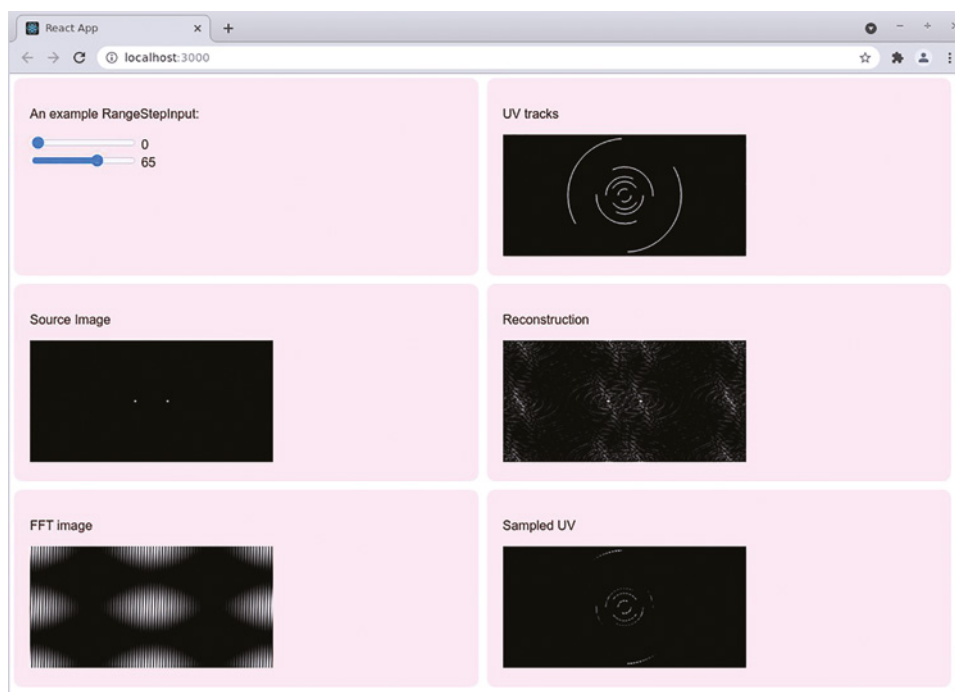 React App
localhost:3000
An example RangeStepInput:
0
65
UV tracks
Source Image
Reconstruction
FFT image
Sampled UV